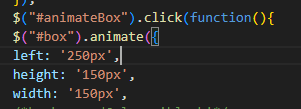 });
$("#animateBox").click(function(){
$("#box").animate({
left: '250px',
height: '150px',
width: '150px',